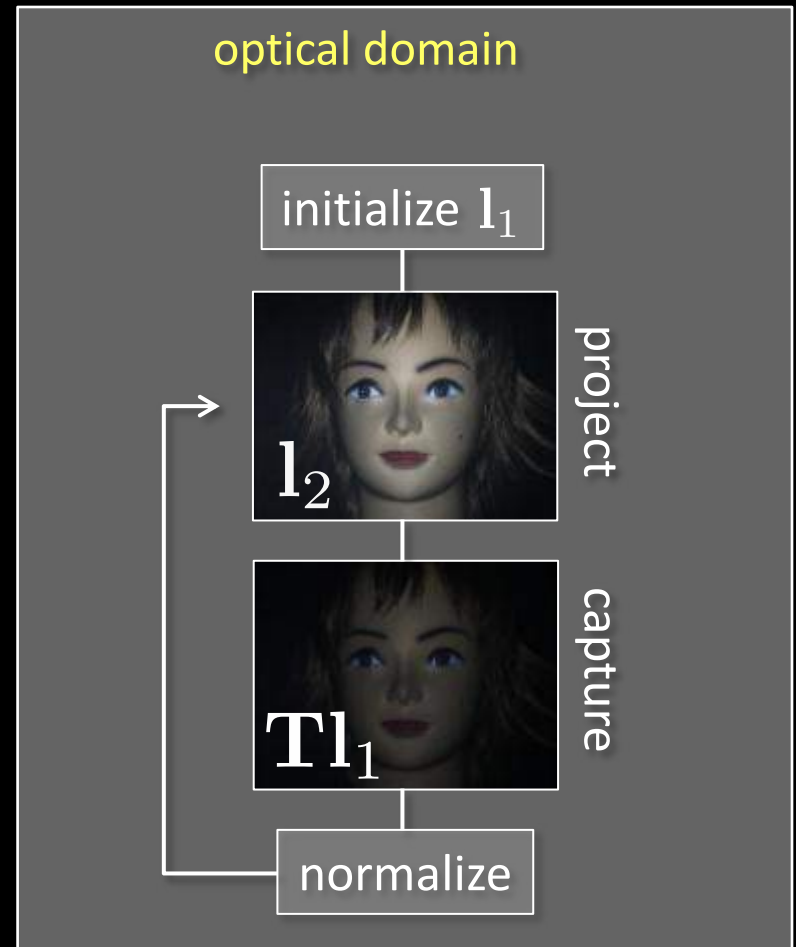 optical domain
initialize l₁
project
l₂
capture
Tl₁
normalize